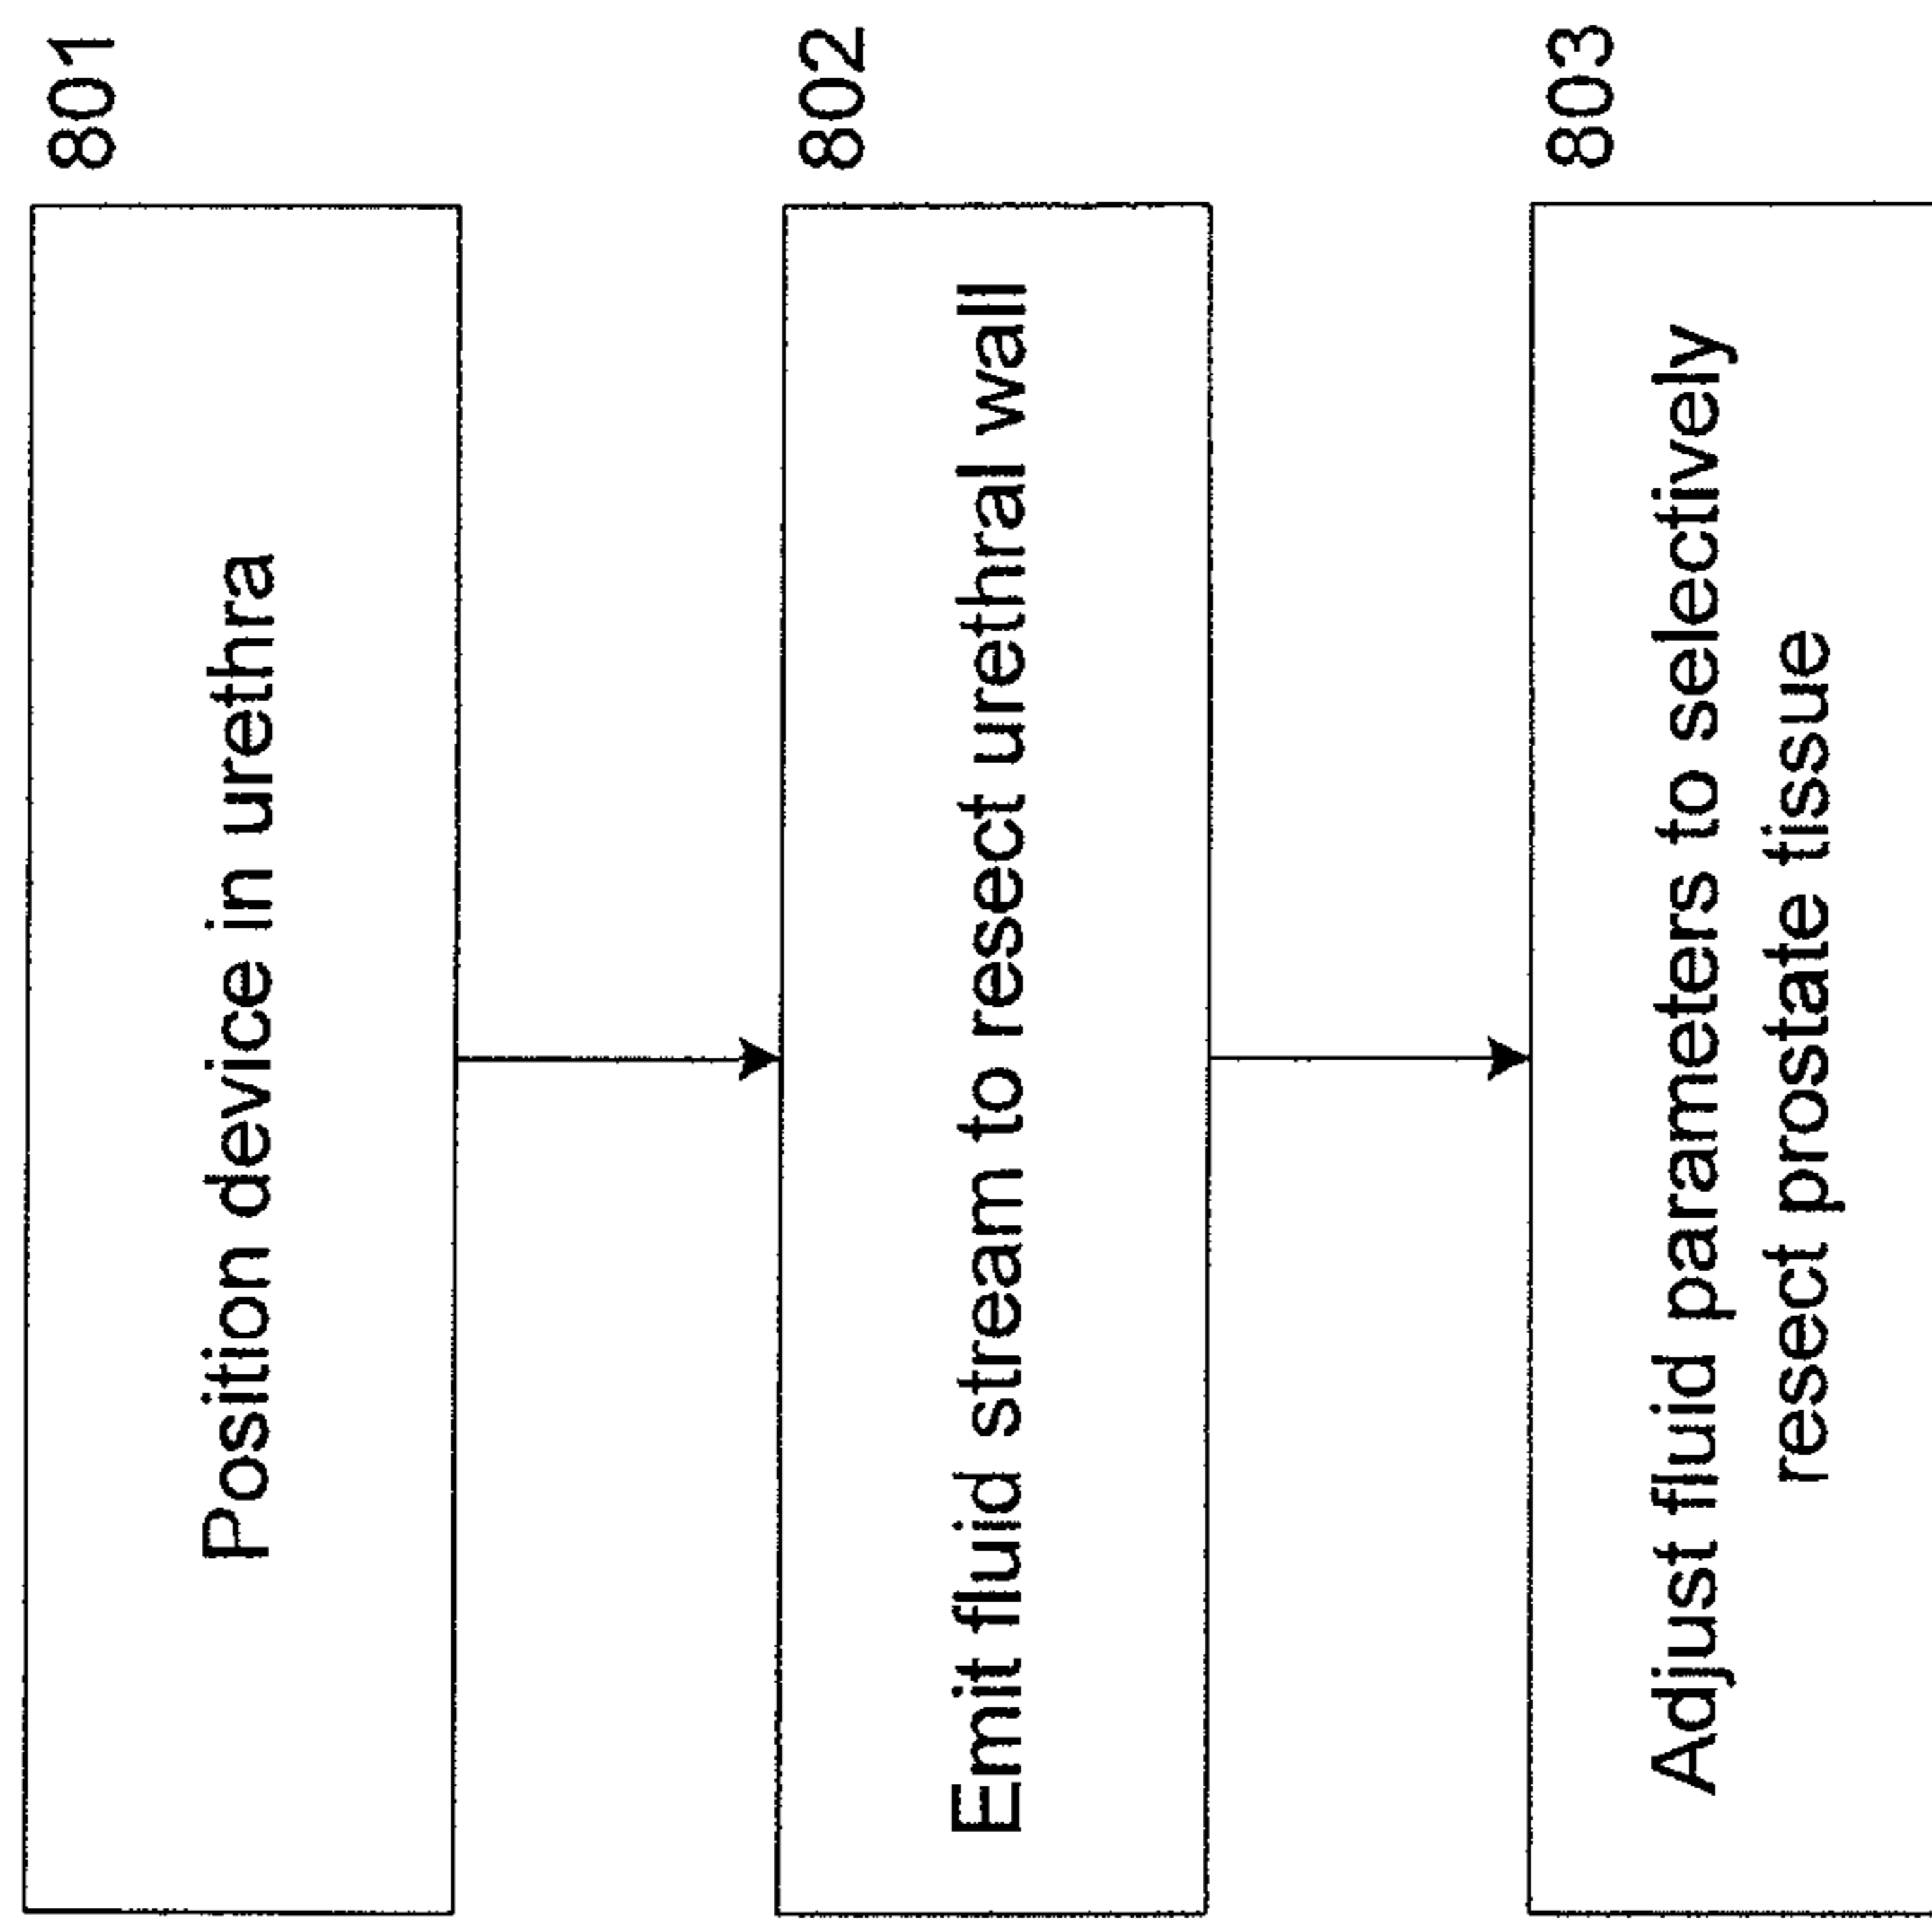 801
Position device in urethra
802
Emit fluid stream to resect urethral wall
803
Adjust fluid parameters to selectively
resect prostate tissue